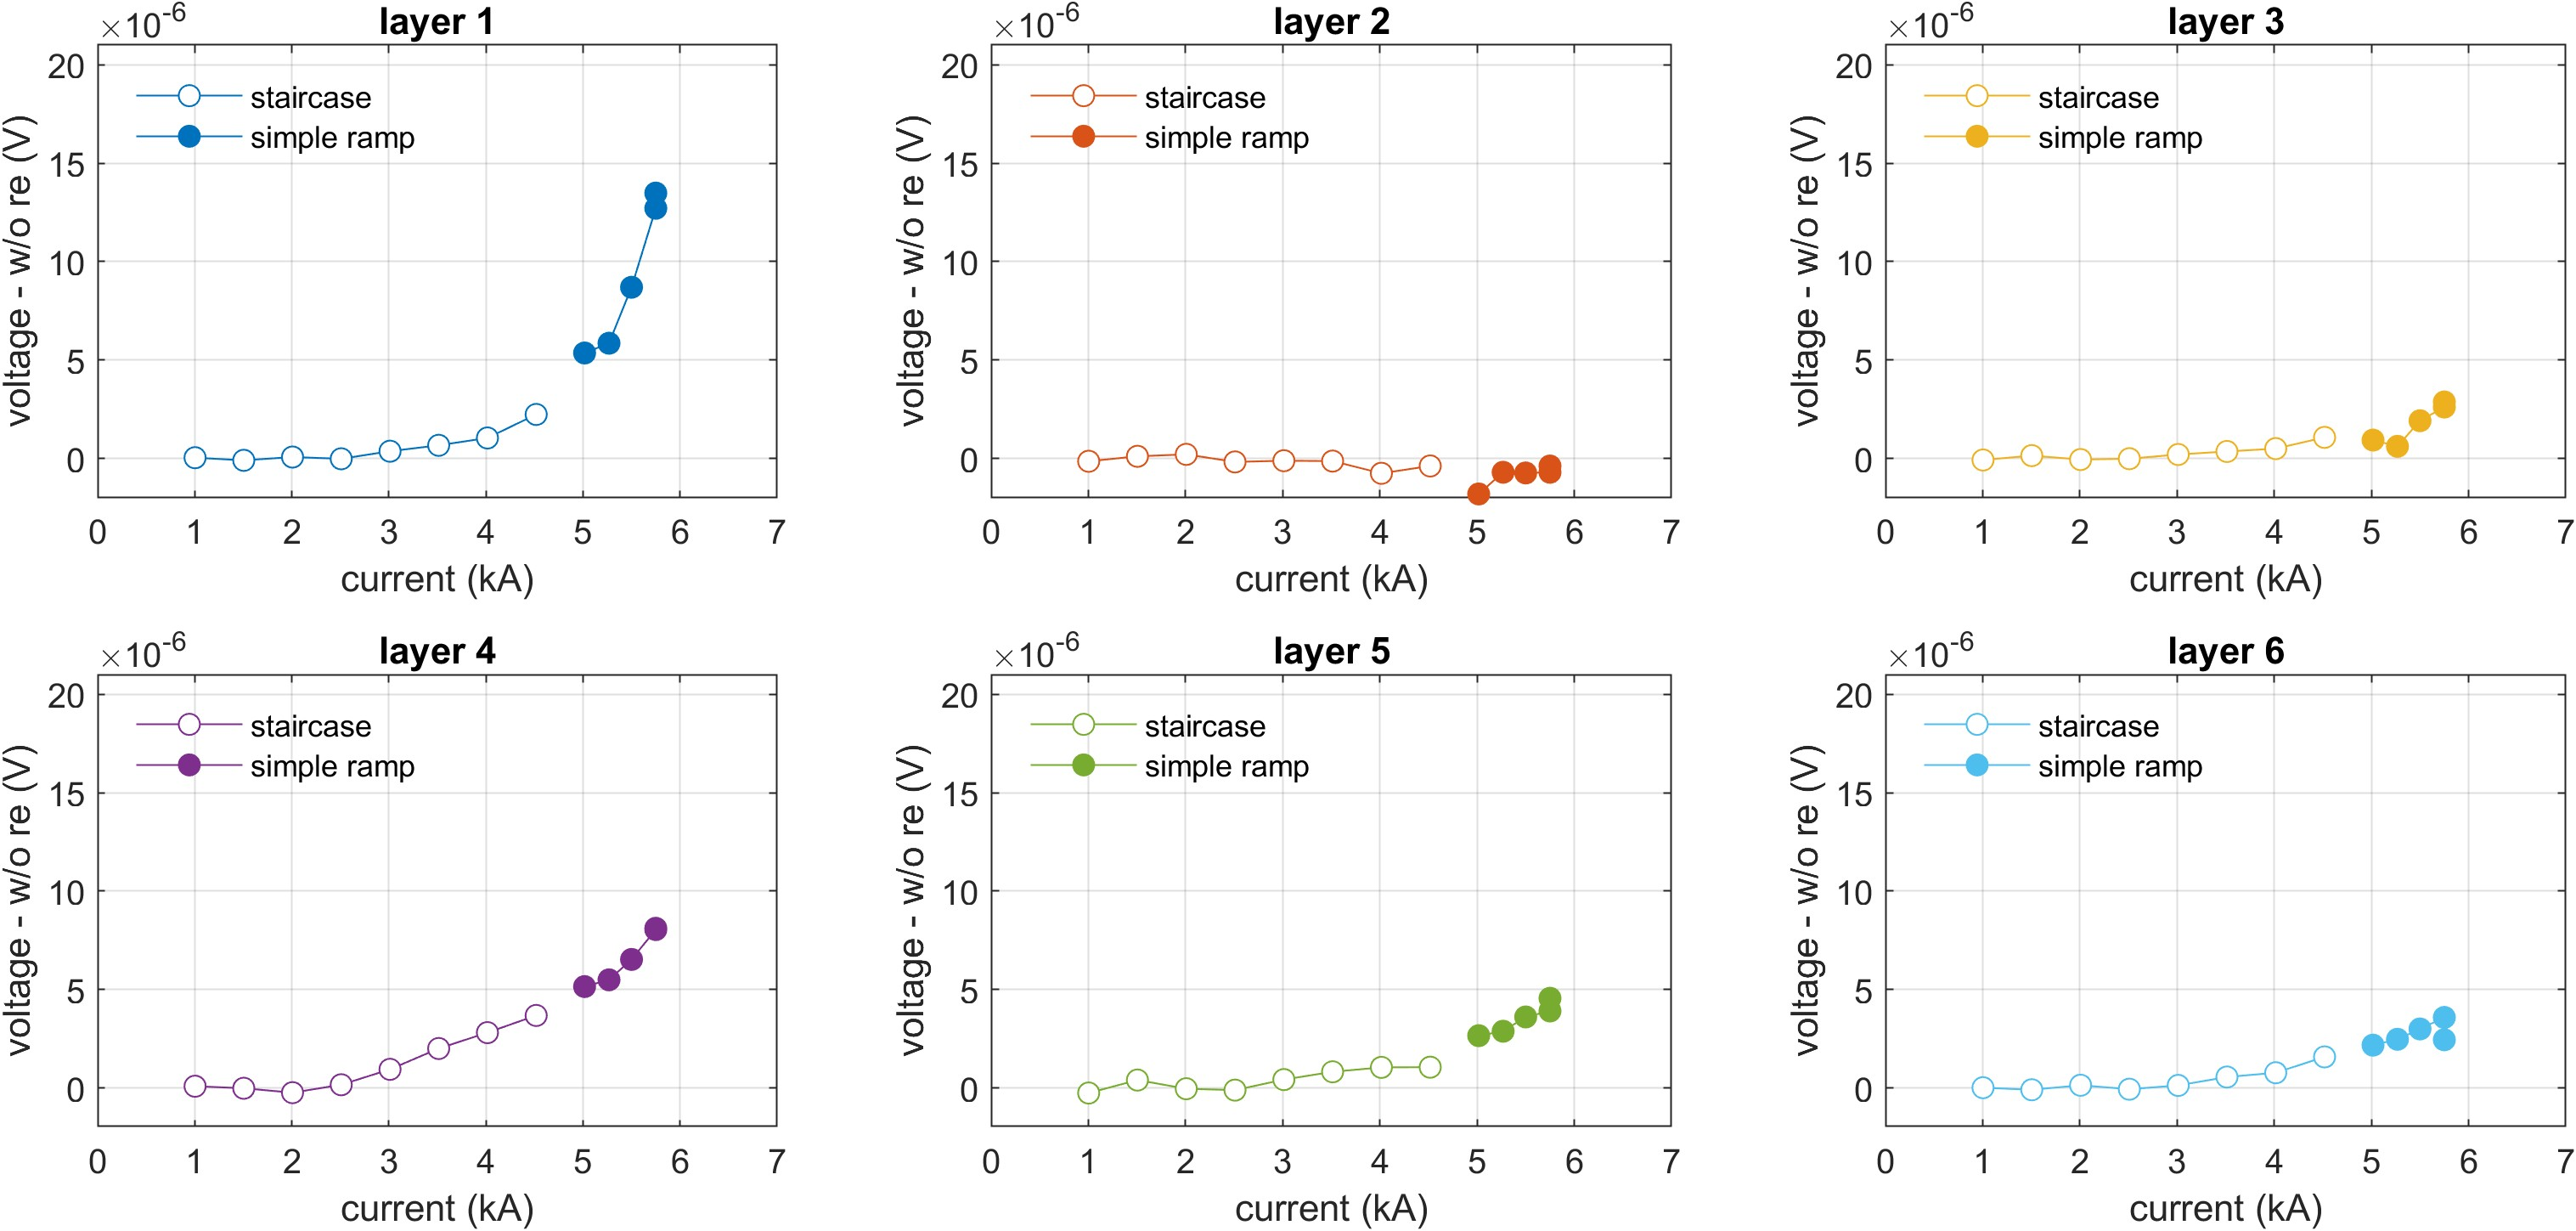 layer 1
×10-6
20
15
10
5
0
voltage - w/o re (V)
staircase
simple ramp
0 1 2 3 4 5 6 7
current (kA)
layer 2
×10-6
20
15
10
5
0
voltage - w/o re (V)
staircase
simple ramp
0 1 2 3 4 5 6 7
current (kA)
layer 3
×10-6
20
15
10
5
0
voltage - w/o re (V)
staircase
simple ramp
0 1 2 3 4 5 6 7
current (kA)
layer 4
×10-6
20
15
10
5
0
voltage - w/o re (V)
staircase
simple ramp
0 1 2 3 4 5 6 7
current (kA)
layer 5
×10-6
20
15
10
5
0
voltage - w/o re (V)
staircase
simple ramp
0 1 2 3 4 5 6 7
current (kA)
layer 6
×10-6
20
15
10
5
0
voltage - w/o re (V)
staircase
simple ramp
0 1 2 3 4 5 6 7
current (kA)